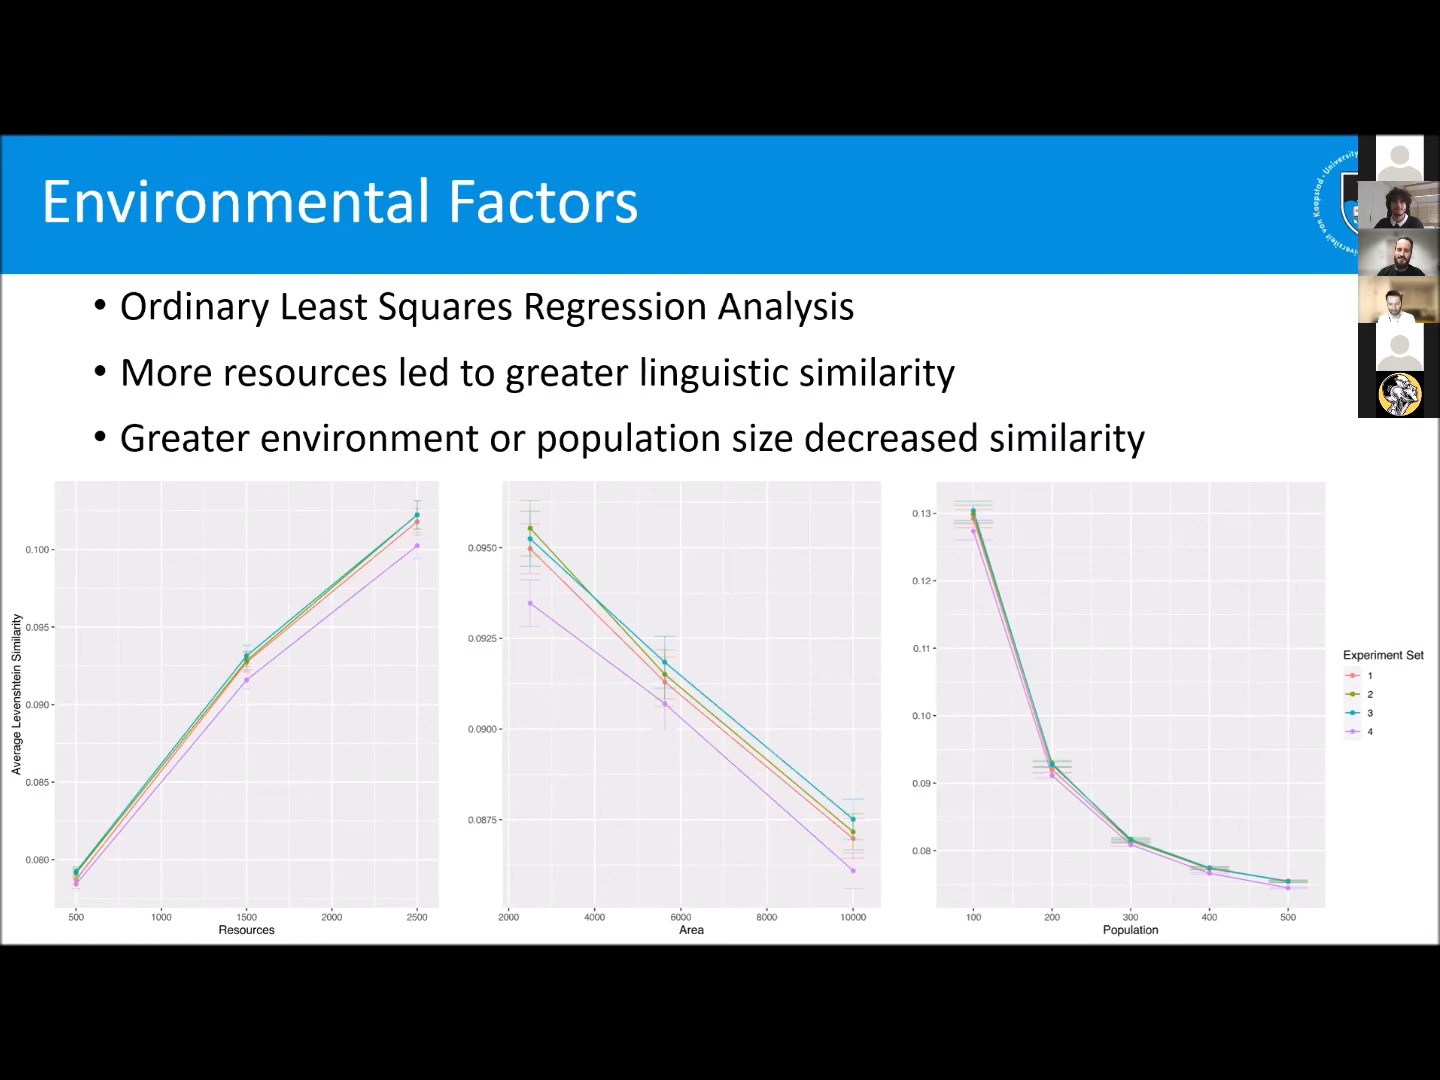 Environmental Factors
• Ordinary Least Squares Regression Analysis
• More resources led to greater linguistic similarity
• Greater environment or population size decreased similarity
Average Levenshtein Similarity
0.100
0.095
0.090
0.085
0.080
500 1000 1500 2000 2500
Resources
0.0950
0.0925
0.0900
0.0875
2000 4000 6000 8000 10000
Area
0.13
0.12
0.11
0.10
0.09
0.08
100 200 300 400 500
Population
Experiment Set
1
2
3
4